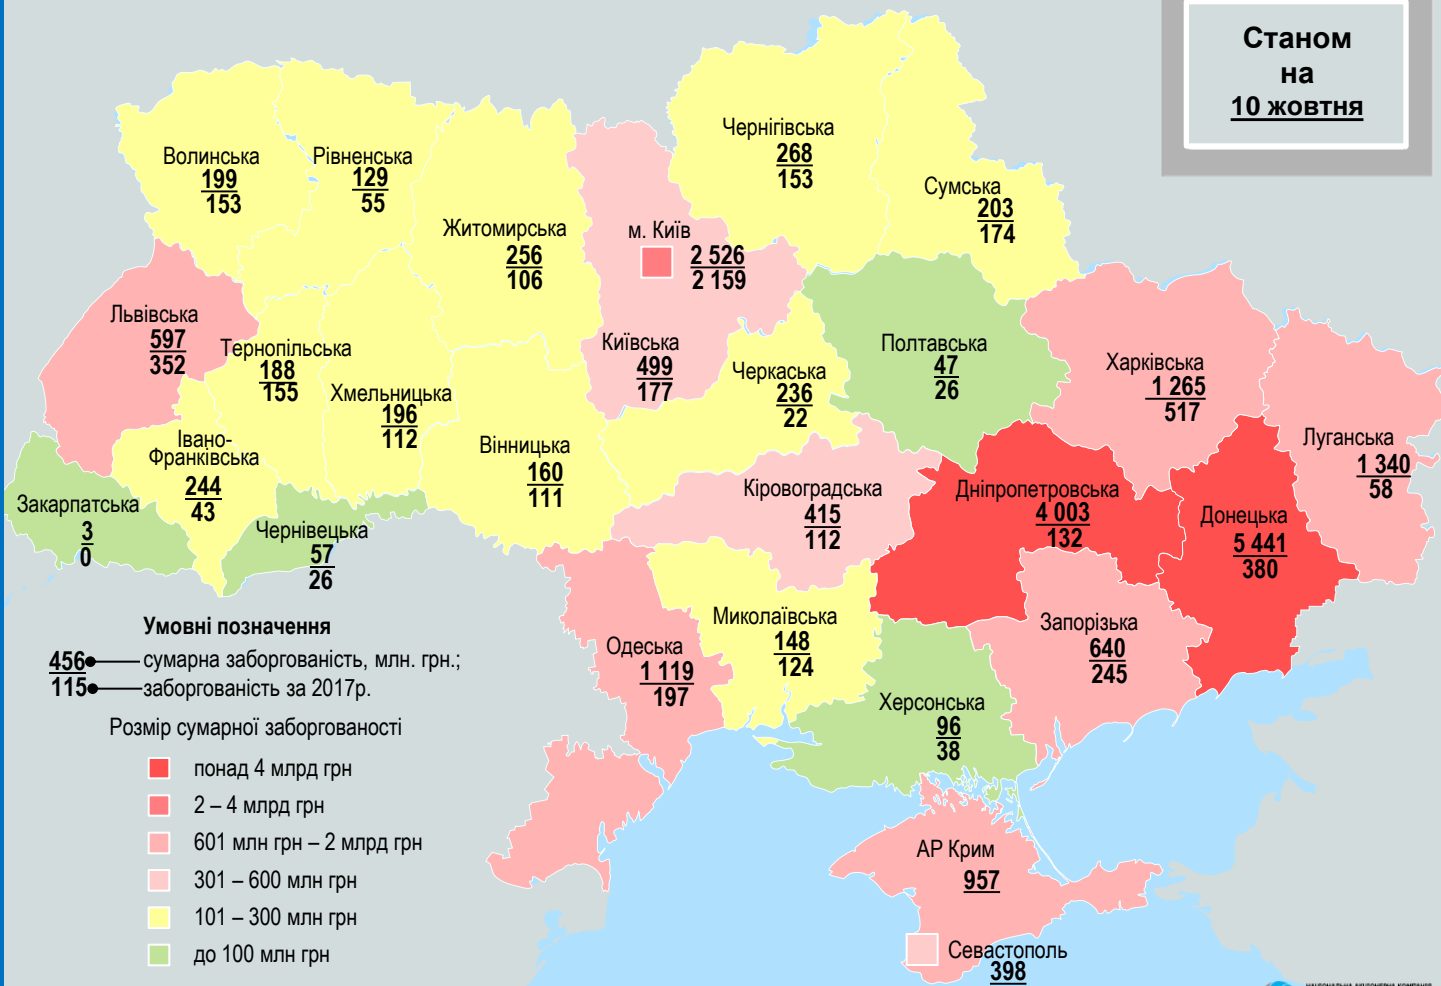 Станом
на
10 жовтня
Волинська
199
153
Рівненська
129
55
Житомирська
256
106
м. Київ
2 526
2 159
Чернігівська
268
153
Сумська
203
174
Львівська
597
352
Тернопільська
188
155
Хмельницька
196
112
Київська
499
177
Черкаська
236
22
Полтавська
47
26
Харківська
1 265
517
Луганська
1 340
58
Івано-
Франківська
244
43
Вінницька
160
111
Кіровоградська
415
112
Дніпропетровська
4 003
132
Донецька
5 441
380
Закарпатська
3
0
Чернівецька
57
26
Миколаївська
148
124
Запорізька
640
245
Одеська
1 119
197
Херсонська
96
38
АР Крим
957
Севастополь
398
Умовні позначення
456 сумарна заборгованість, млн. грн.;
115 заборгованість за 2017р.
Розмір сумарної заборгованості
понад 4 млрд грн
2 – 4 млрд грн
601 млн грн – 2 млрд грн
301 – 600 млн грн
101 – 300 млн грн
до 100 млн грн